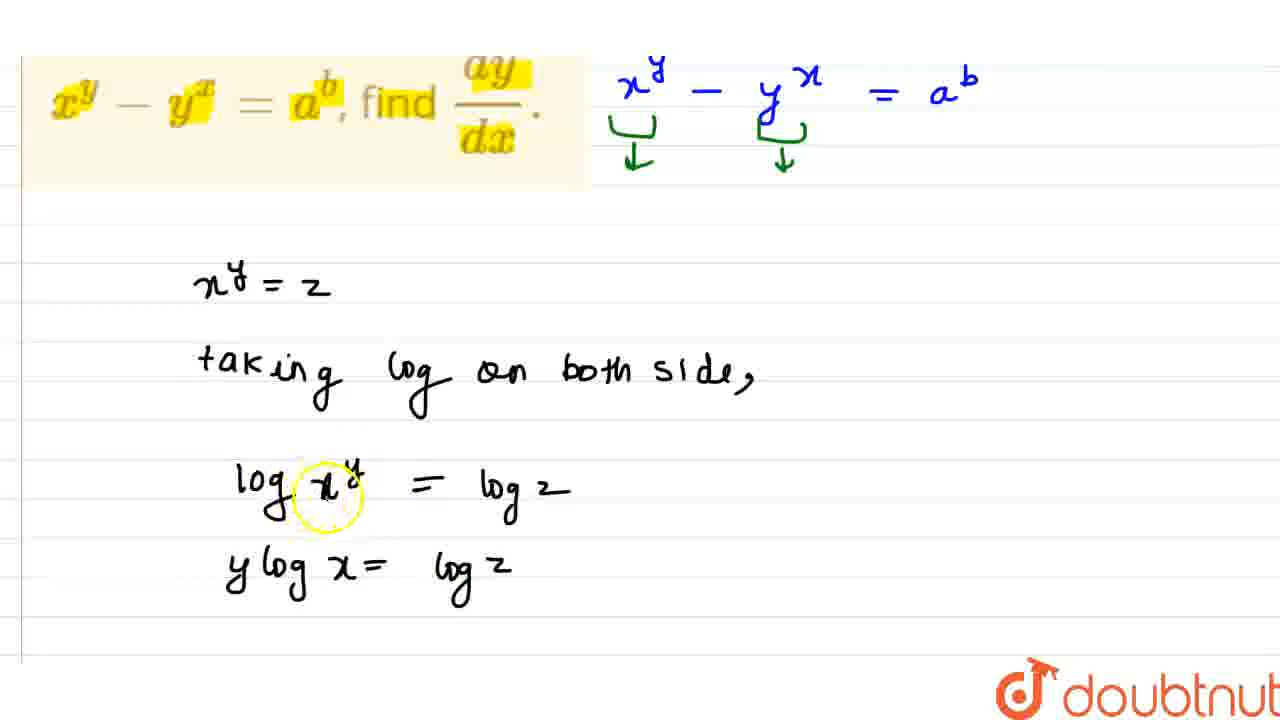 x^y − y^x = a^b, find dy/dx.
x^y − y^x = a^b
x^y = z
taking log on both side,
log x^y = log z
y log x = log z
doubtnut